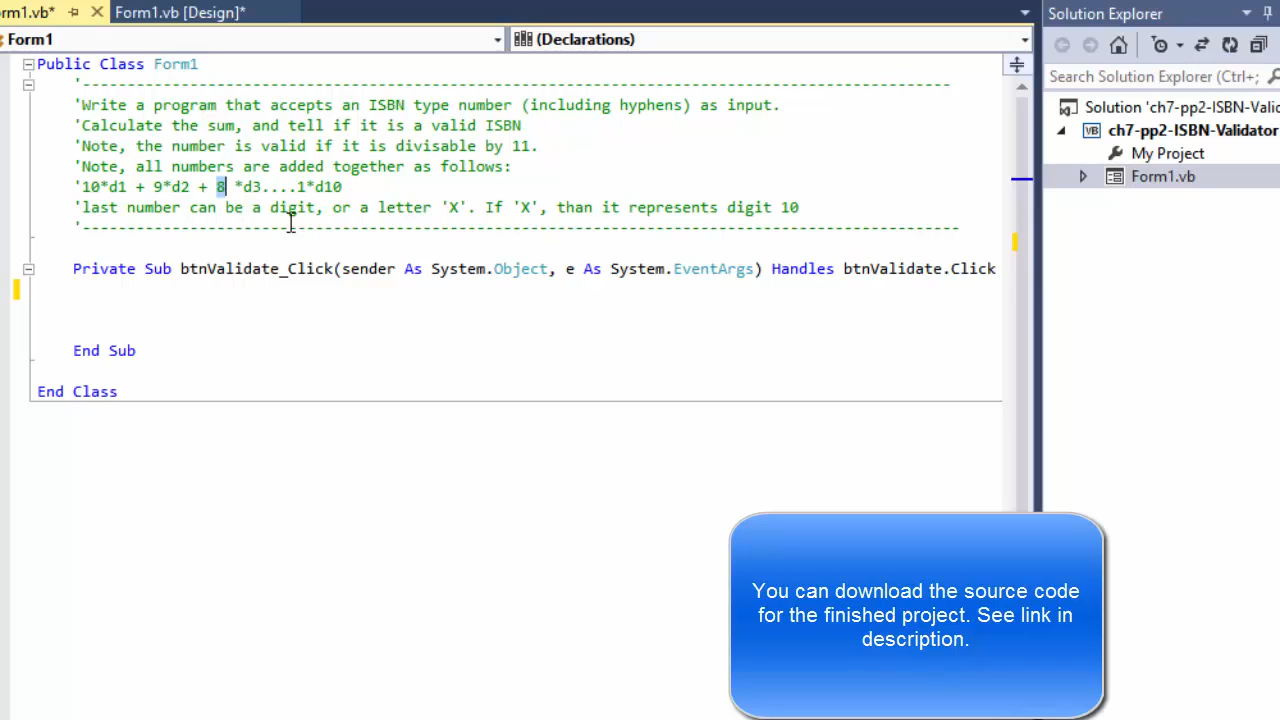 rm1.vb*
Form1.vb [Design]*
Solution Explorer
Form1
(Declarations)
Search Solution Explorer (Ctrl+;
Public Class Form1
'---------------------------------------------------------------------------------------------
'Write a program that accepts an ISBN type number (including hyphens) as input.
'Calculate the sum, and tell if it is a valid ISBN
'Note, the number is valid if it is divisable by 11.
'Note, all numbers are added together as follows:
'10*d1 + 9*d2 + 8 *d3....1*d10
'last number can be a digit, or a letter 'X'. If 'X', than it represents digit 10
'---------------------------------------------------------------------------------------------
Private Sub btnValidate_Click(sender As System.Object, e As System.EventArgs) Handles btnValidate.Click
End Sub
End Class
Solution 'ch7-pp2-ISBN-Valid
VB ch7-pp2-ISBN-Validator
My Project
Form1.vb
You can download the source code
for the finished project. See link in
description.